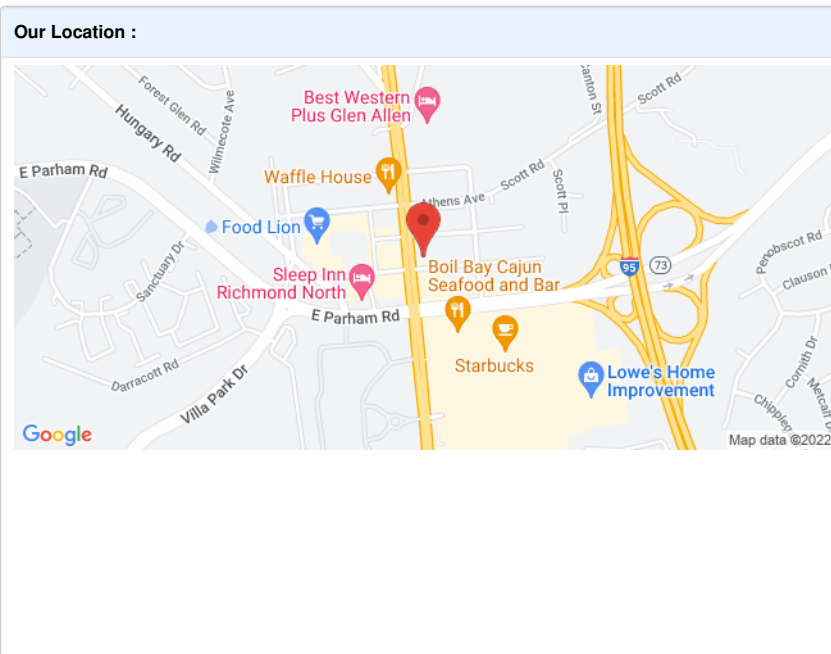 Our Location :
Best Western
Plus Glen Allen
Canton St
Scott Rd
Forest Glen Rd
Hungary Rd
Wilmecote Ave
E Parham Rd
Waffle House
Athens Ave
Scott Rd
Scott Pl
Food Lion
Sanctuary Dr
Sleep Inn
Richmond North
Boil Bay Cajun
Seafood and Bar
95
73
Penobscot Rd
Clauson
E Parham Rd
Starbucks
Lowe's Home
Improvement
Darracott Rd
Villa Park Dr
Cornith Dr
Metcalf D
Chippleg
Google
Map data ©2022